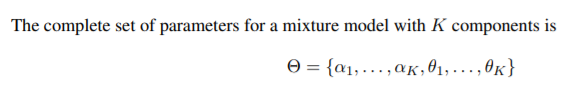 The complete set of parameters for a mixture model with K components is
Θ = {α1, . . . , αK, θ1, . . . , θK}